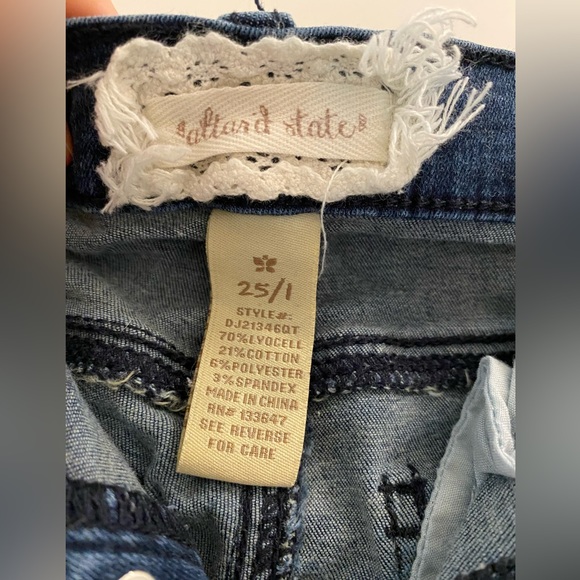 altar'd state
25/1
STYLE#:
DJ21346QT
70%LYOCELL
21%COTTON
6%POLYESTER
3%SPANDEX
MADE IN CHINA
RN# 133647
SEE REVERSE
FOR CARE